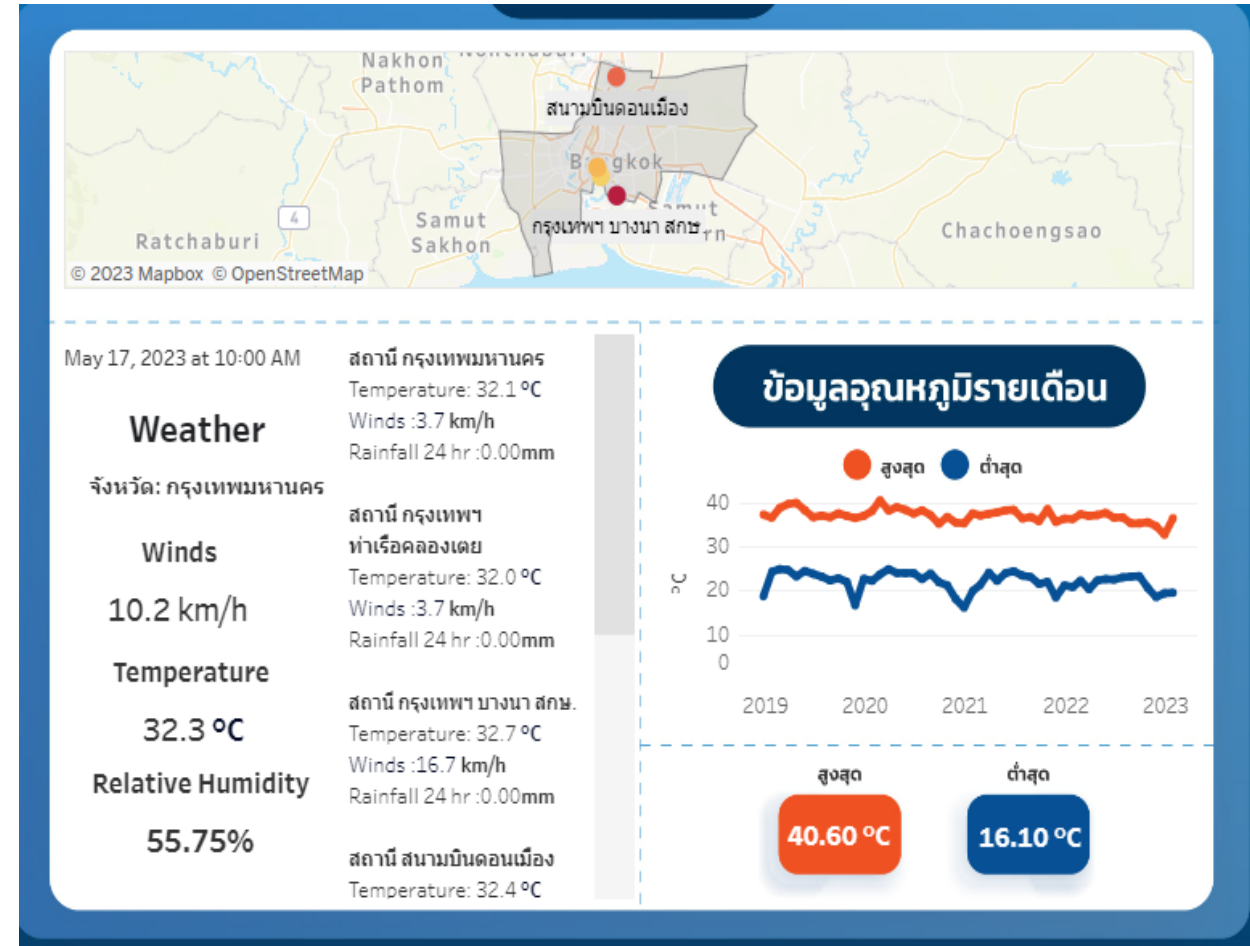 Nakhon
Pathom
สนามบินดอนเมือง
Samut
Sakhon
กรุงเทพฯ บางนา สกษ.
Ratchaburi
4
Chachoengsao
© 2023 Mapbox © OpenStreetMap
May 17, 2023 at 10:00 AM
Weather
จังหวัด: กรุงเทพมหานคร
Winds
10.2 km/h
Temperature
32.3 ºC
Relative Humidity
55.75%
สถานี กรุงเทพมหานคร
Temperature: 32.1 ºC
Winds :3.7 km/h
Rainfall 24 hr :0.00mm
สถานี กรุงเทพฯ
ท่าเรือคลองเตย
Temperature: 32.0 ºC
Winds :3.7 km/h
Rainfall 24 hr :0.00mm
สถานี กรุงเทพฯ บางนา สกษ.
Temperature: 32.7 ºC
Winds :16.7 km/h
Rainfall 24 hr :0.00mm
สถานี สนามบินดอนเมือง
Temperature: 32.4 ºC
ข้อมูลอุณหภูมิรายเดือน
สูงสุด ต่ำสุด
40
30
ºC
20
10
0
2019 2020 2021 2022 2023
สูงสุด ต่ำสุด
40.60 ºC 16.10 ºC